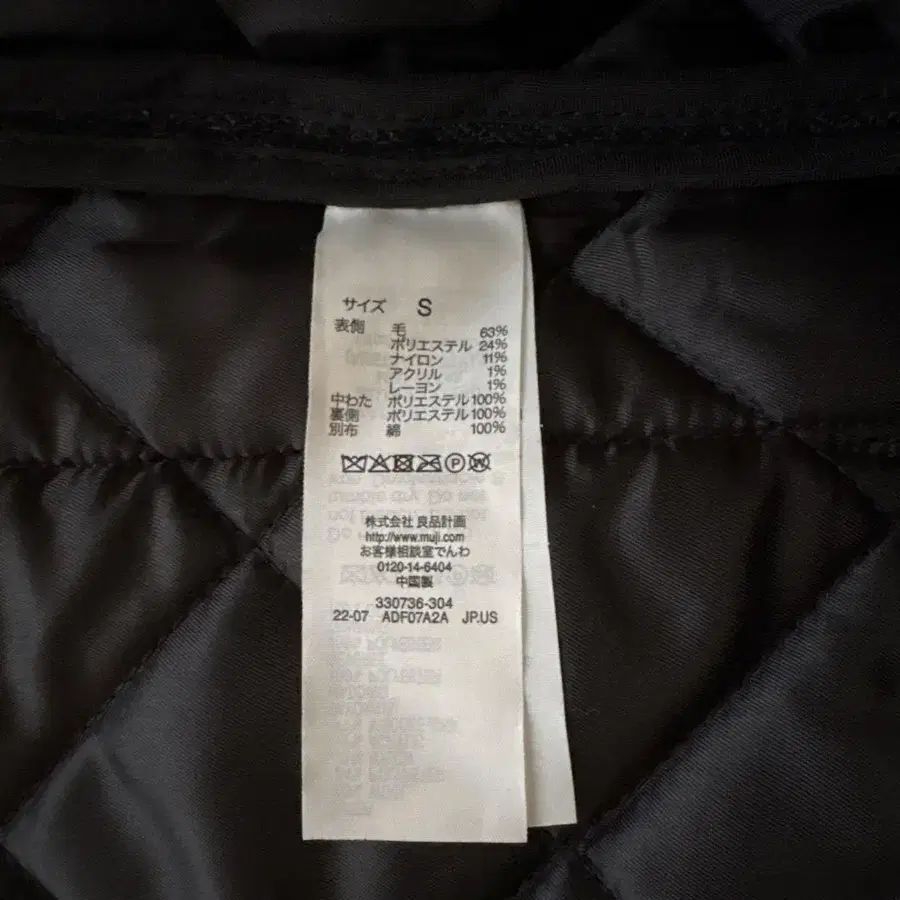 サイズ S
表側 毛 63%
ポリエステル 24%
ナイロン 11%
アクリル 1%
レーヨン 1%
中わた ポリエステル 100%
裏側 ポリエステル 100%
別布 綿 100%
株式会社 良品計画
http://www.muji.com
お客様相談室でんわ
0120-14-6404
中国製
330736-304
22-07 ADF07A2A JP.US